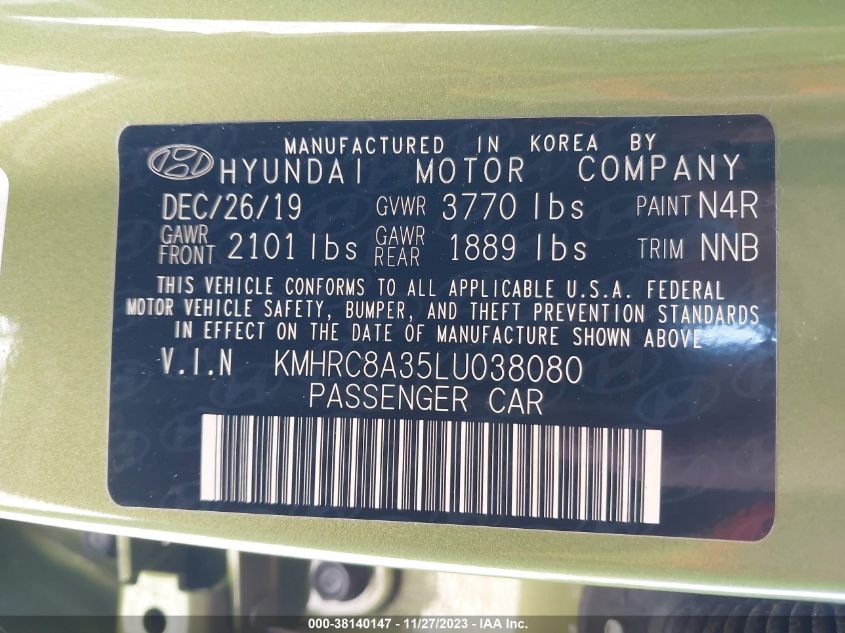 MANUFACTURED IN KOREA BY
HYUNDAI MOTOR COMPANY
DEC/26/19 GVWR 3770 lbs PAINT N4R
GAWR FRONT 2101 lbs GAWR REAR 1889 lbs TRIM NNB
THIS VEHICLE CONFORMS TO ALL APPLICABLE U.S.A. FEDERAL
MOTOR VEHICLE SAFETY, BUMPER, AND THEFT PREVENTION STANDARDS
IN EFFECT ON THE DATE OF MANUFACTURE SHOWN ABOVE
V.I.N KMHRC8A35LU038080
PASSENGER CAR
000-38140147 - 11/27/2023 - IAA Inc.